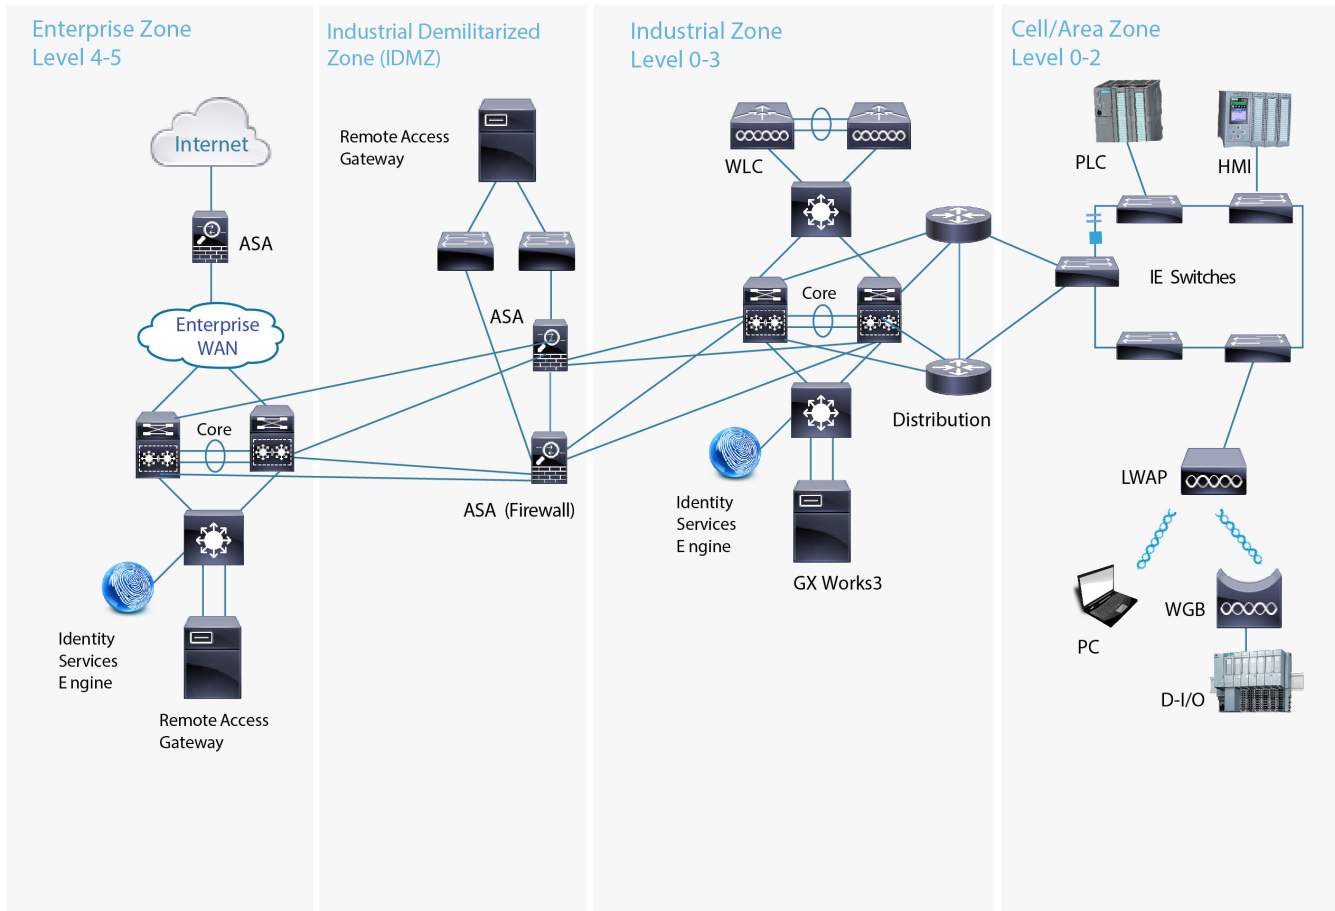 Enterprise Zone
Level 4-5
Internet
ASA
Enterprise
WAN
Core
Identity
Services
E ngine
Remote Access
Gateway
Industrial Demilitarized
Zone (IDMZ)
Remote Access
Gateway
ASA
ASA (Firewall)
Industrial Zone
Level 0-3
WLC
Core
Distribution
Identity
Services
E ngine
GX Works3
Cell/Area Zone
Level 0-2
PLC
HMI
IE Switches
LWAP
PC
WGB
D-I/O